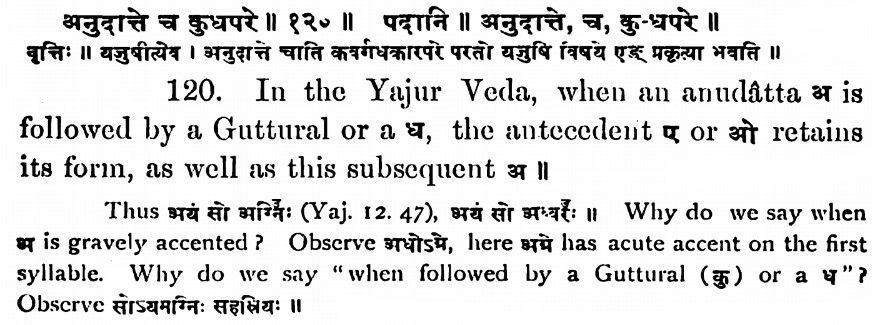 अनुदात्ते च कुधपरे ॥ १२० ॥ पदानि ॥ अनुदात्ते, च, कु-धपरे ॥
वृत्तिः ॥ यजुषीत्येव । अनुदात्ते चाति कवर्गधकारपरे परतो यजुषि विषये एङ् प्रकृत्या भवति ॥
120. In the Yajur Veda, when an anudâtta अ is
followed by a Guttural or a ध, the antecedent ए or ओ retains
its form, as well as this subsequent अ ॥
Thus अयं सो अग्निः (Yaj. 12. 47), अयं सो अध्वरः ॥ Why do we say when
अ is gravely accented ? Observe अधोऽग्रे, here अग्रे has acute accent on the first
syllable. Why do we say "when followed by a Guttural (कु) or a ध"?
Observe सोऽयमग्निः सहस्रियः ॥